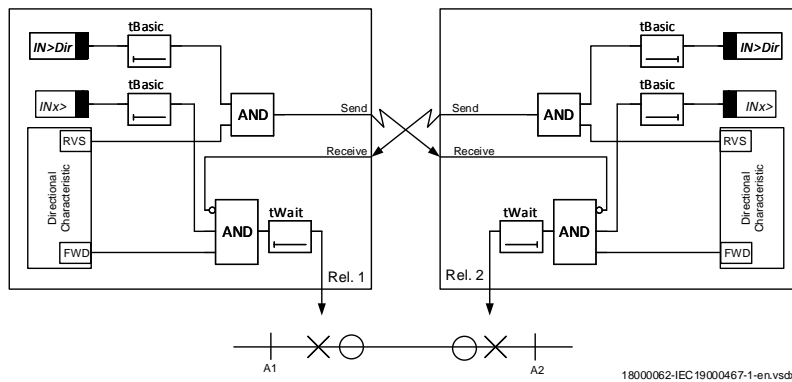 tBasic
IN>Dir
tBasic
INx>
RVS
Directional
Characteristic
FWD
AND
Send
Receive
AND
tWait
Rel. 1
tBasic
IN>Dir
tBasic
INx>
RVS
Directional
Characteristic
FWD
AND
Send
Receive
AND
tWait
Rel. 2
A1
A2
18000062-IEC19000467-1-en.vsdx